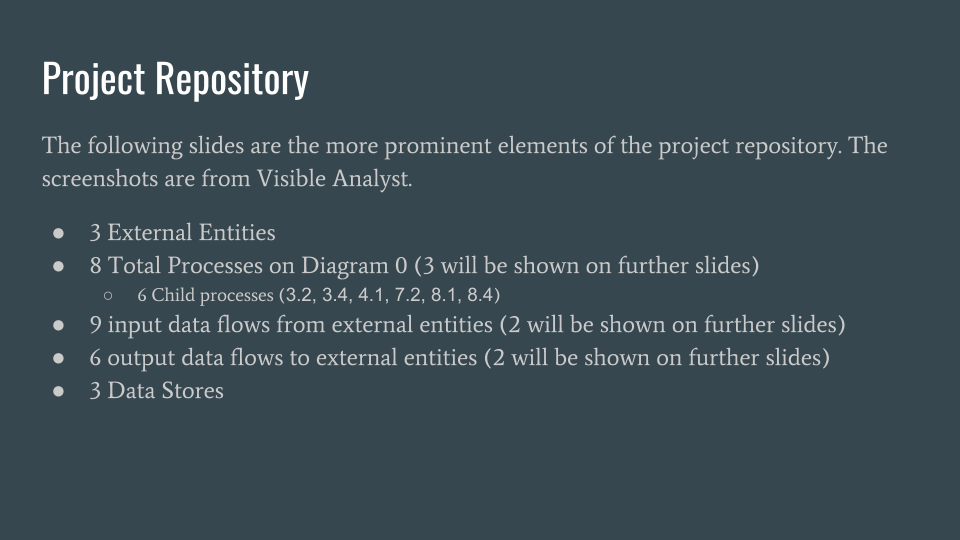 Project Repository
The following slides are the more prominent elements of the project repository. The
screenshots are from Visible Analyst.
● 3 External Entities
● 8 Total Processes on Diagram 0 (3 will be shown on further slides)
○ 6 Child processes (3.2, 3.4, 4.1, 7.2, 8.1, 8.4)
● 9 input data flows from external entities (2 will be shown on further slides)
● 6 output data flows to external entities (2 will be shown on further slides)
● 3 Data Stores